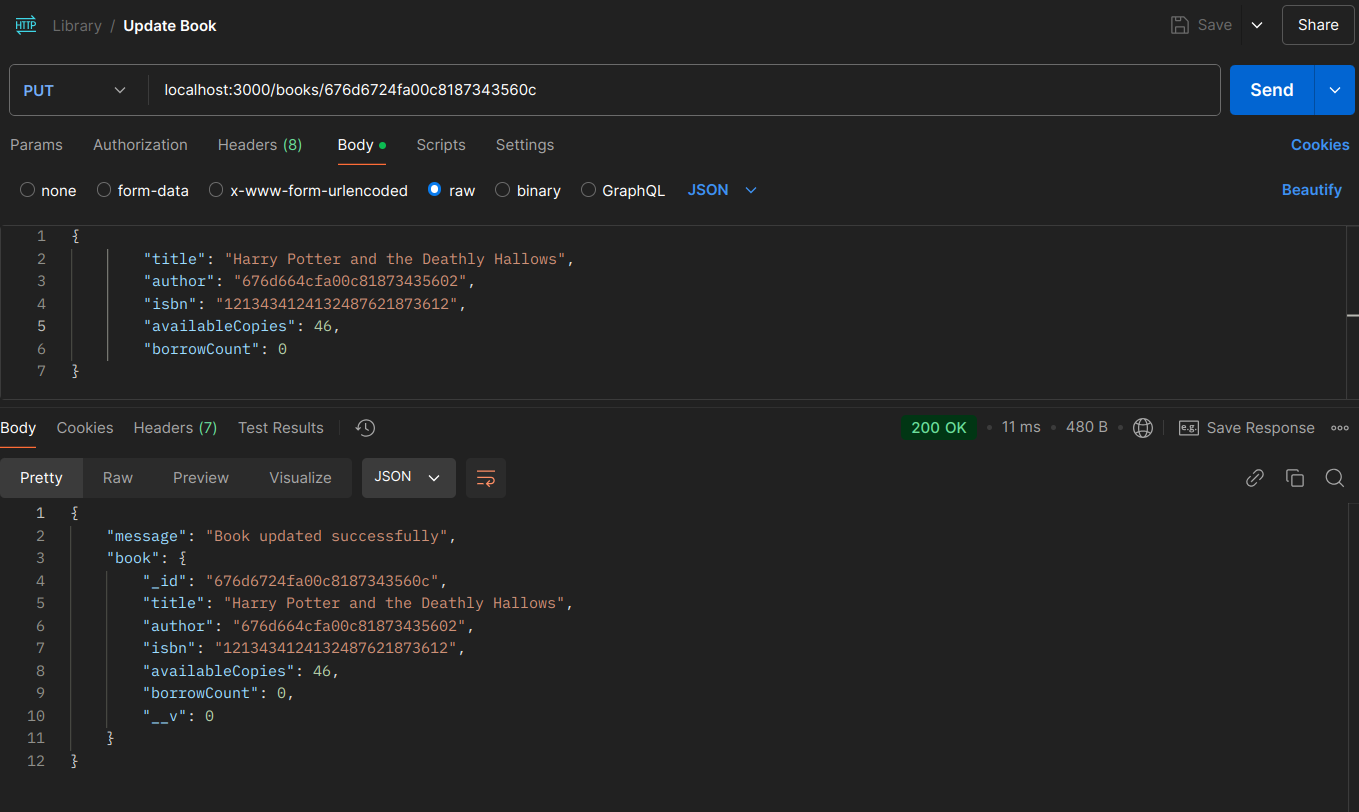 HTTP Library / Update Book Save Share
PUT localhost:3000/books/676d6724fa00c8187343560c Send
Params Authorization Headers (8) Body Scripts Settings Cookies
none form-data x-www-form-urlencoded raw binary GraphQL JSON Beautify
1 {
2 "title": "Harry Potter and the Deathly Hallows",
3 "author": "676d664cfa00c81873435602",
4 "isbn": "1213434124132487621873612",
5 "availableCopies": 46,
6 "borrowCount": 0
7 }
Body Cookies Headers (7) Test Results 200 OK • 11 ms • 480 B • e.g. Save Response
Pretty Raw Preview Visualize JSON
1 {
2 "message": "Book updated successfully",
3 "book": {
4 "_id": "676d6724fa00c8187343560c",
5 "title": "Harry Potter and the Deathly Hallows",
6 "author": "676d664cfa00c81873435602",
7 "isbn": "1213434124132487621873612",
8 "availableCopies": 46,
9 "borrowCount": 0,
10 "__v": 0
11 }
12 }